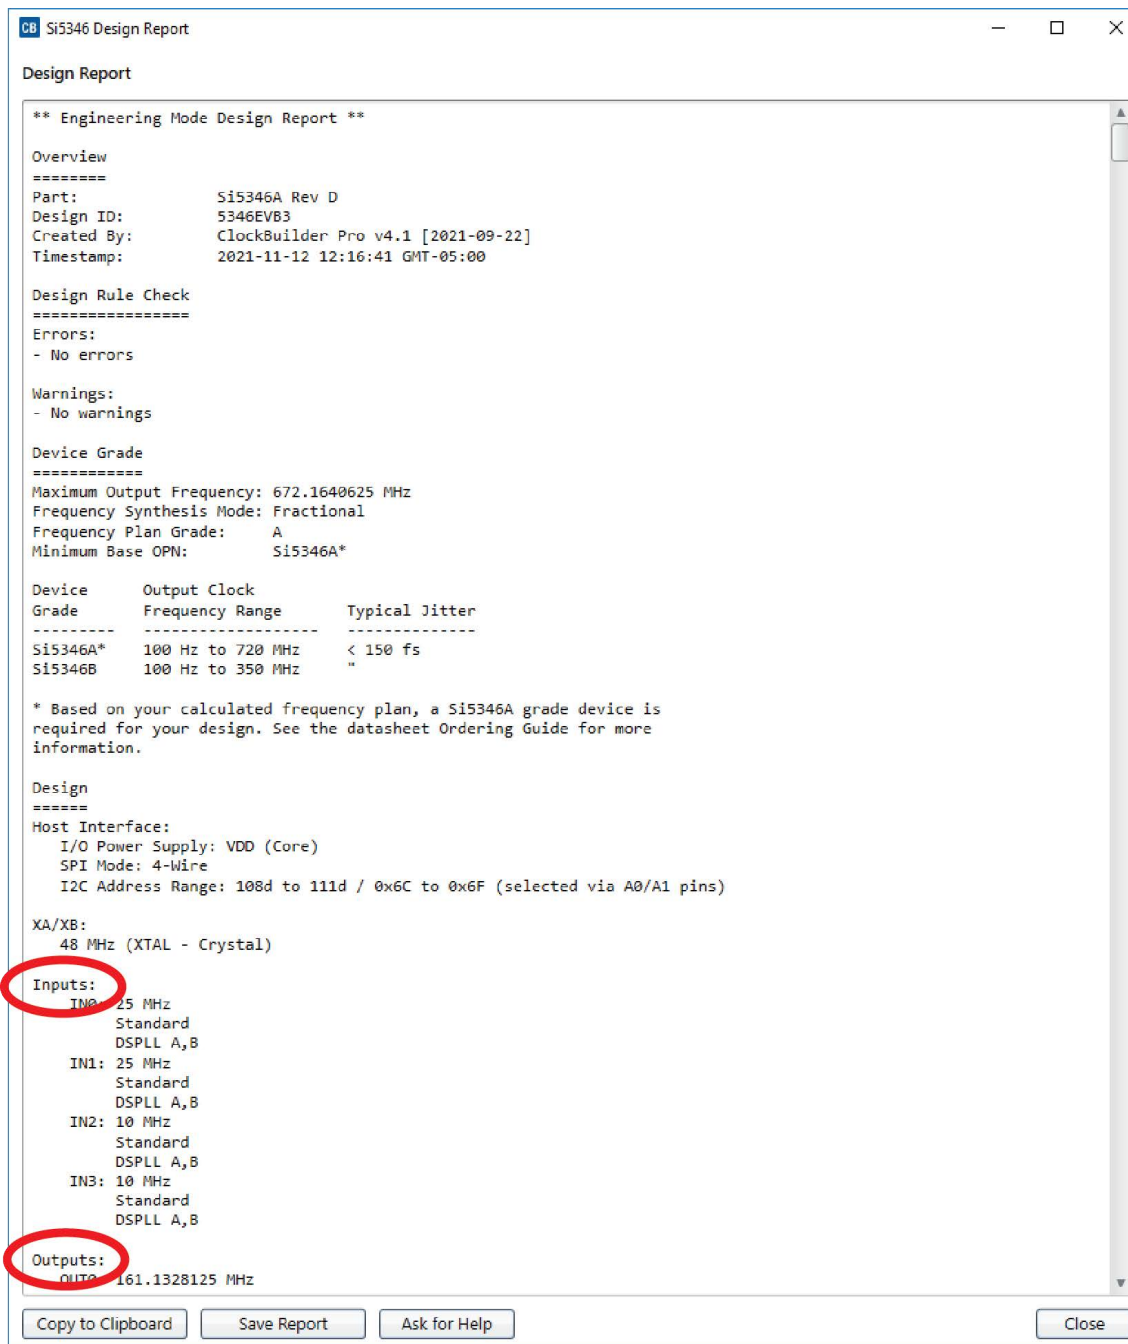 CB Si5346 Design Report
Design Report
** Engineering Mode Design Report **
Overview
========
Part: Si5346A Rev D
Design ID: 5346EVB3
Created By: ClockBuilder Pro v4.1 [2021-09-22]
Timestamp: 2021-11-12 12:16:41 GMT-05:00
Design Rule Check
=================
Errors:
- No errors
Warnings:
- No warnings
Device Grade
============
Maximum Output Frequency: 672.1640625 MHz
Frequency Synthesis Mode: Fractional
Frequency Plan Grade: A
Minimum Base OPN: Si5346A*
Device Output Clock
Grade Frequency Range Typical Jitter
--------- ------------------- --------------
Si5346A* 100 Hz to 720 MHz < 150 fs
Si5346B 100 Hz to 350 MHz "
* Based on your calculated frequency plan, a Si5346A grade device is
required for your design. See the datasheet Ordering Guide for more
information.
Design
======
Host Interface:
I/O Power Supply: VDD (Core)
SPI Mode: 4-Wire
I2C Address Range: 108d to 111d / 0x6C to 0x6F (selected via A0/A1 pins)
XA/XB:
48 MHz (XTAL - Crystal)
Inputs:
IN0: 25 MHz
Standard
DSPLL A,B
IN1: 25 MHz
Standard
DSPLL A,B
IN2: 10 MHz
Standard
DSPLL A,B
IN3: 10 MHz
Standard
DSPLL A,B
Outputs:
OUT0: 161.1328125 MHz
Copy to Clipboard Save Report Ask for Help Close